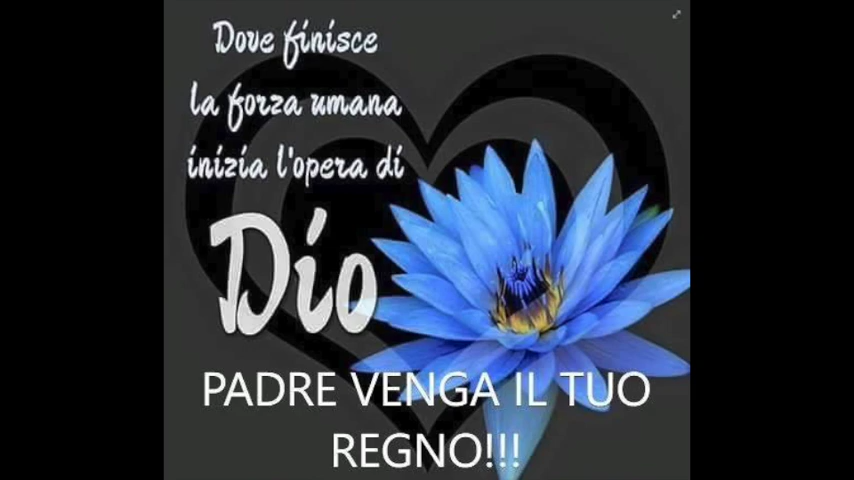 Dove finisce
la forza umana
inizia l'opera di
Dio
PADRE VENGA IL TUO
REGNO!!!